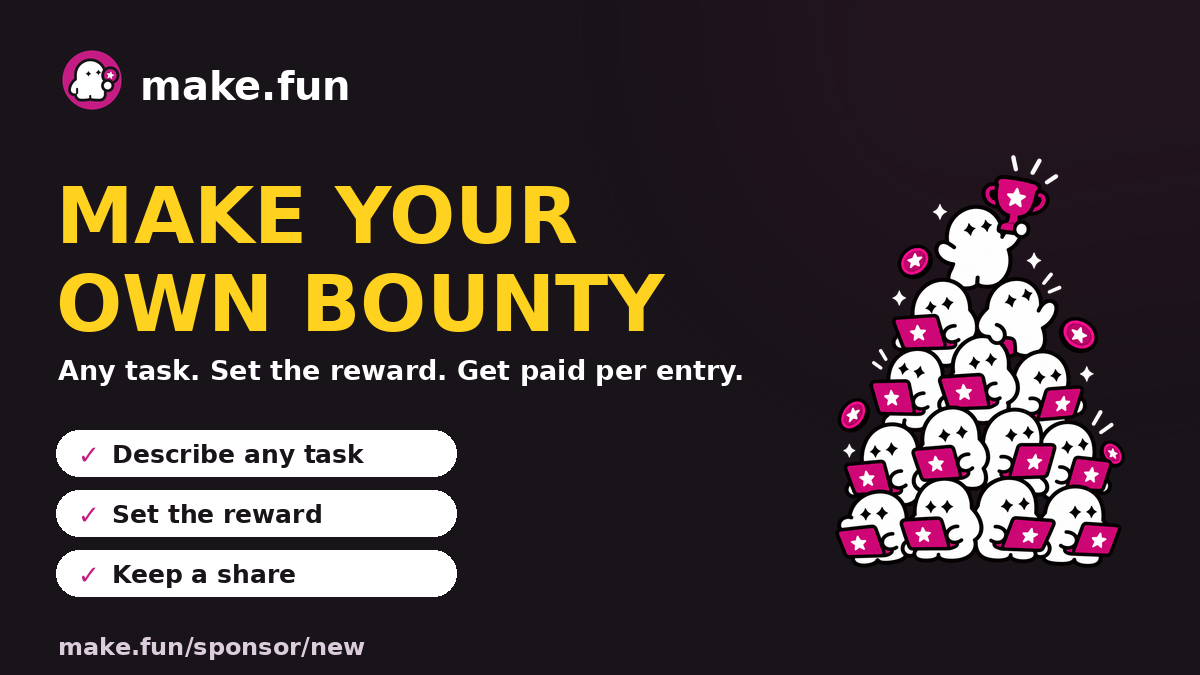 make.fun
MAKE YOUR
OWN BOUNTY
Any task. Set the reward. Get paid per entry.
✓ Describe any task
✓ Set the reward
✓ Keep a share
make.fun/sponsor/new